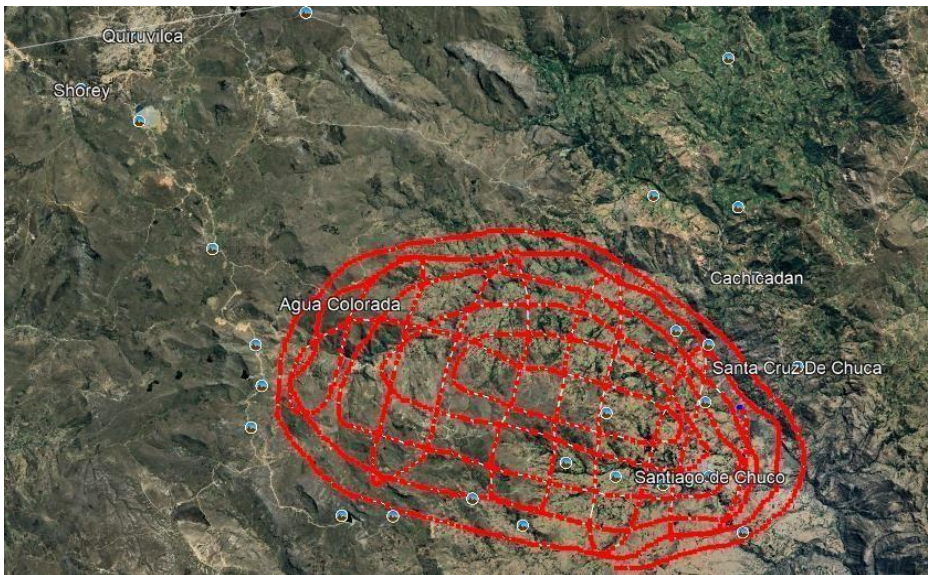 Quiruvilca
Shorey
Cachicadan
Agua Colorada
Santa Cruz De Chuca
Santiago de Chuco